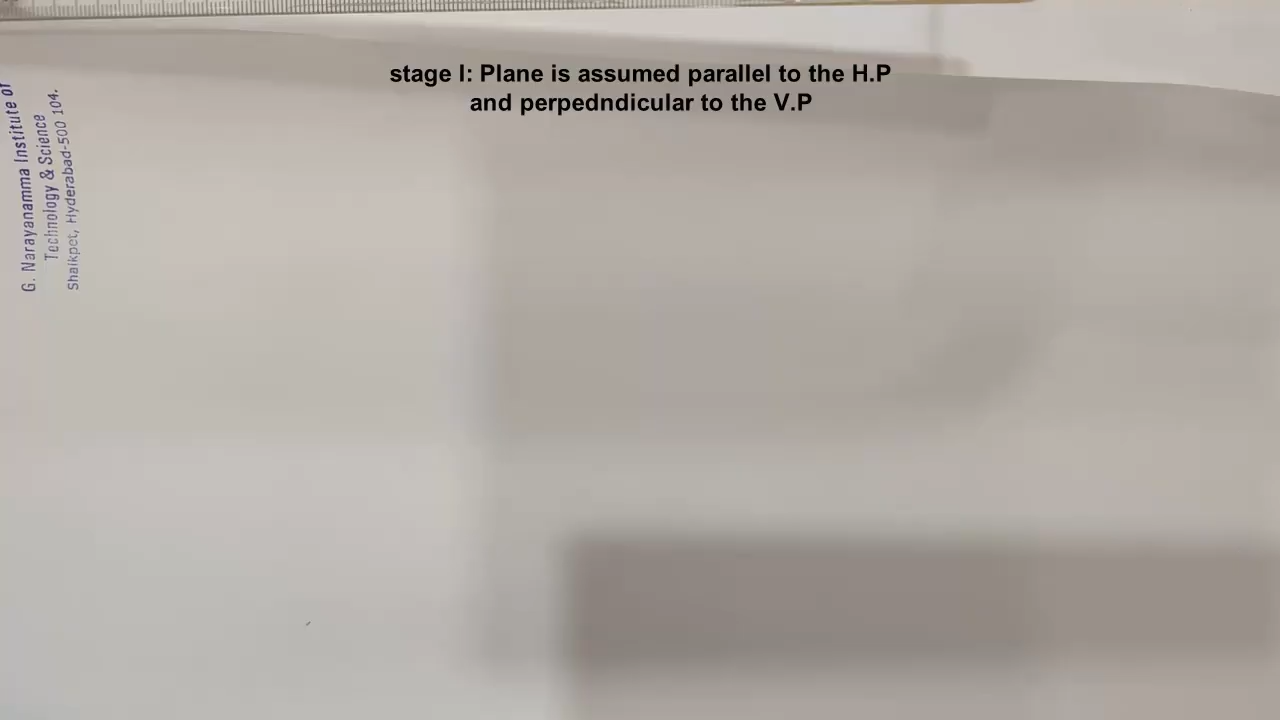 stage I: Plane is assumed parallel to the H.P
and perpedndicular to the V.P
G. Narayanamma Institute of
Technology & Science
Shaikpet, Hyderabad-500 104.